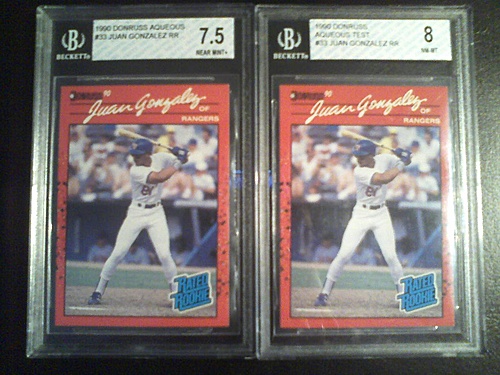 B
BECKETT
1990 DONRUSS AQUEOUS
#33 JUAN GONZALEZ RR
7.5
NEAR MINT+
DONRUSS 90
Juan Gonzalez
OF
RANGERS
RATED
ROOKIE
B
BECKETT
1990 DONRUSS
AQUEOUS TEST
#33 JUAN GONZALEZ RR
8
NM-MT
DONRUSS 90
Juan Gonzalez
OF
RANGERS
RATED
ROOKIE